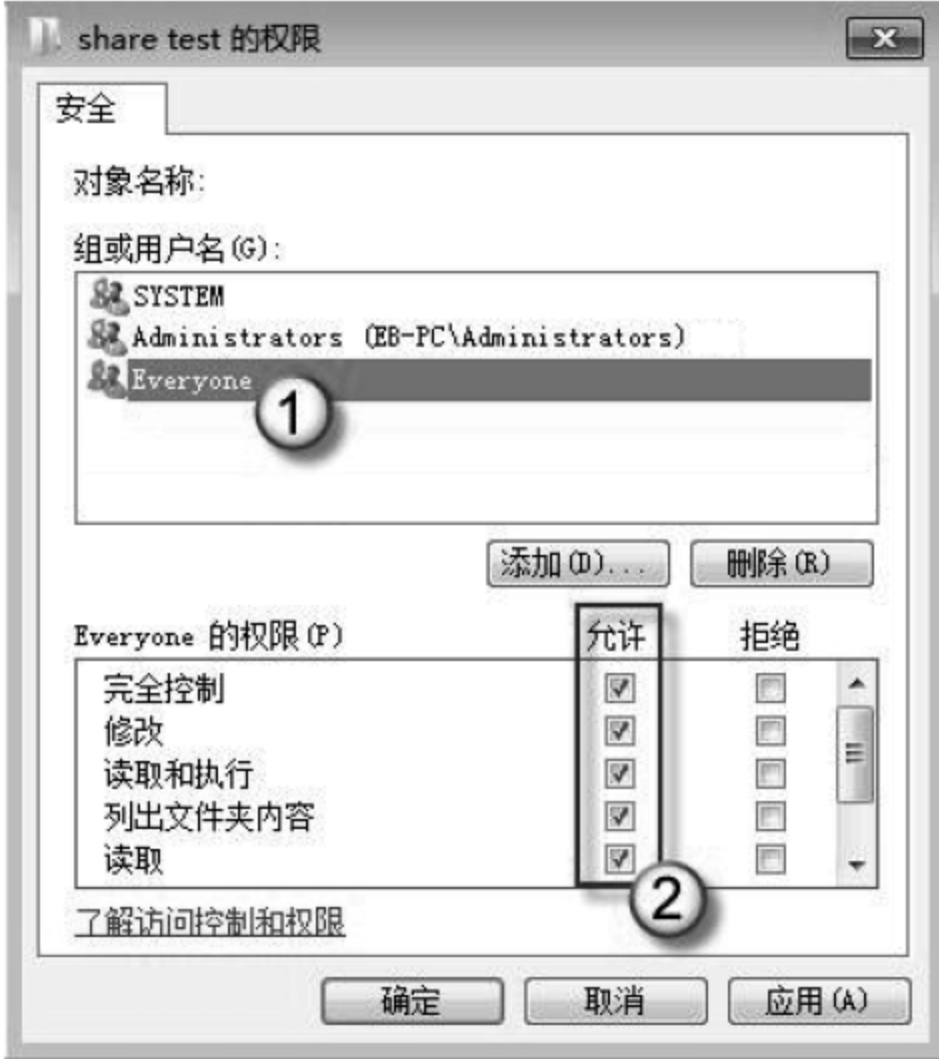 share test 的权限
安全
对象名称:
组或用户名(G):
SYSTEM
Administrators (EB-PC\Administrators)
Everyone
1
添加(D)... 删除(R)
Everyone 的权限(P) 允许 拒绝
完全控制
修改
读取和执行
列出文件夹内容
读取
2
了解访问控制和权限
确定 取消 应用(A)